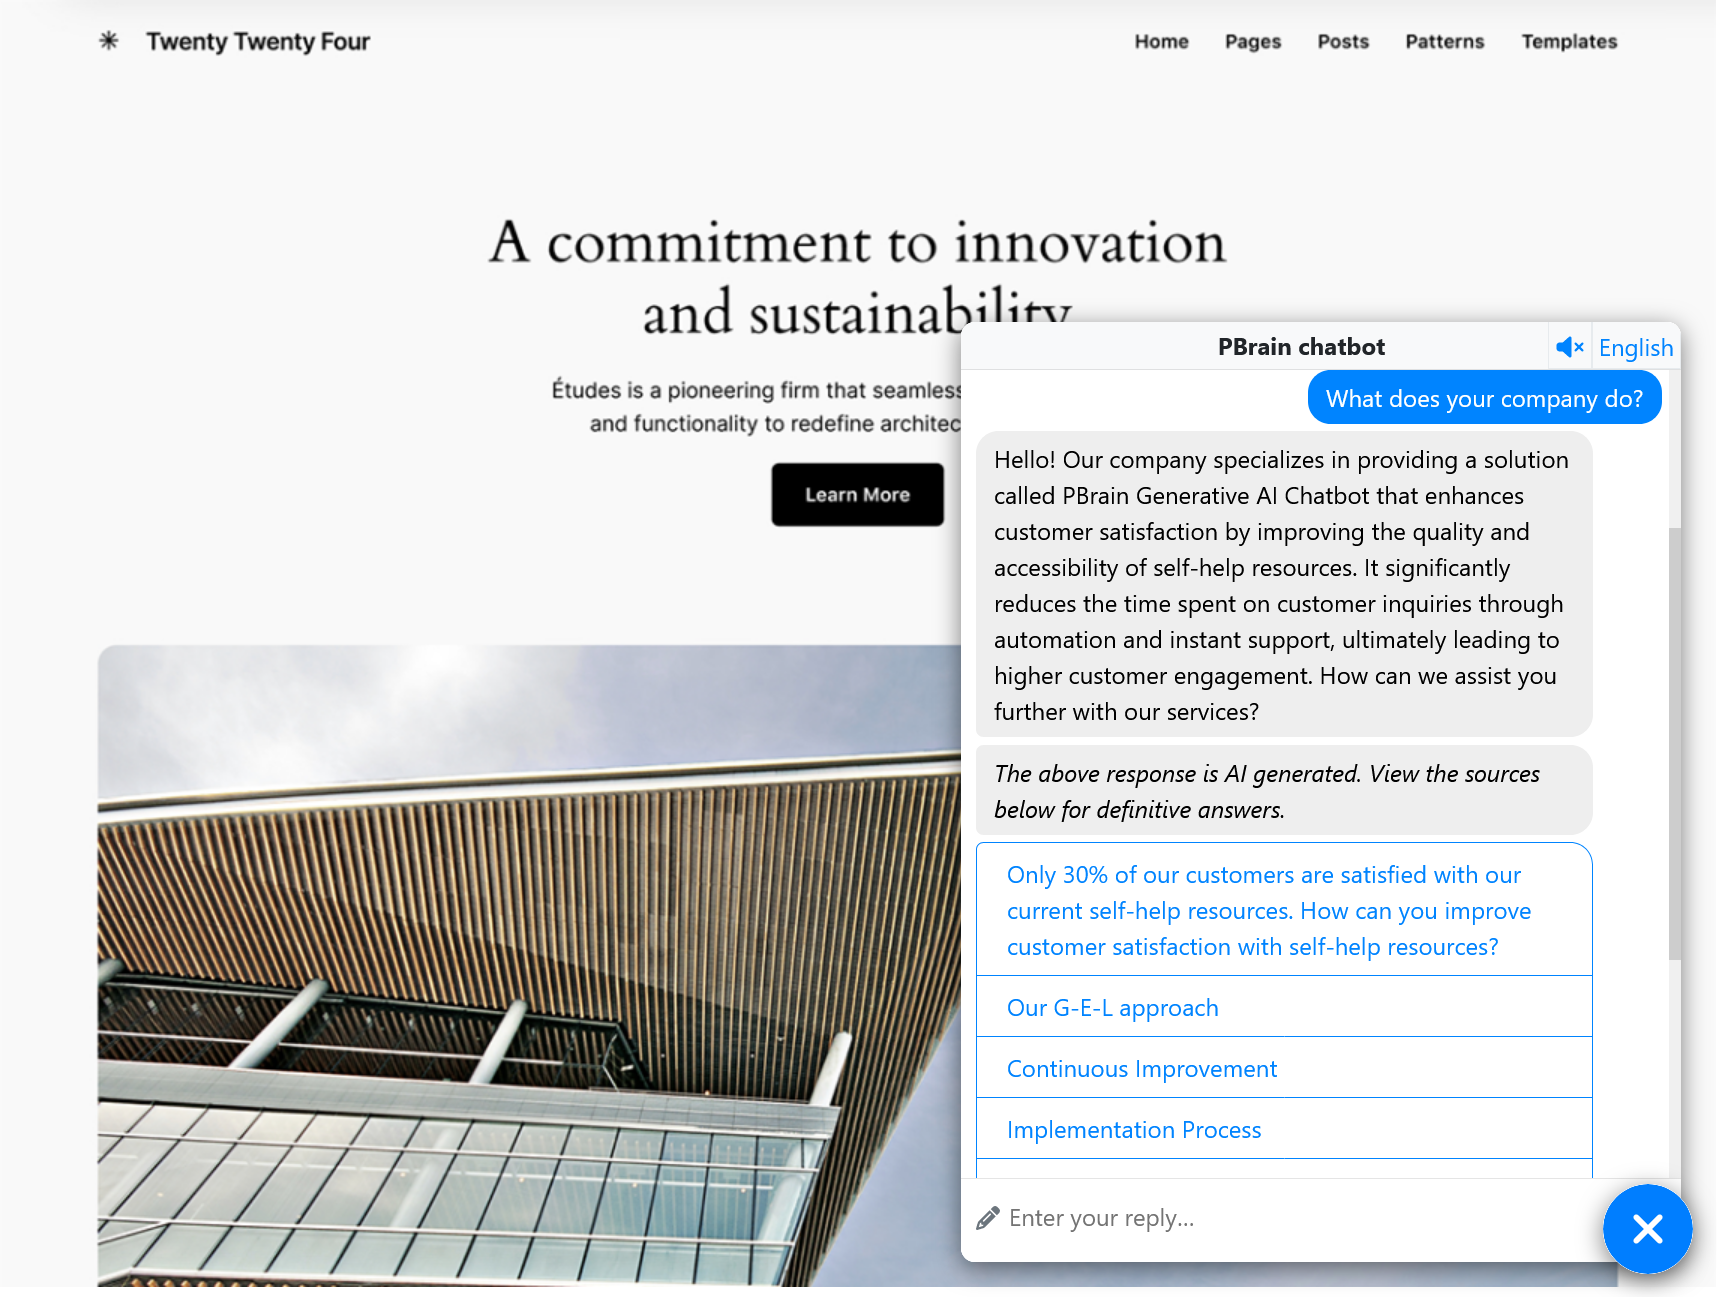 Twenty Twenty Four
Home Pages Posts Patterns Templates
A commitment to innovation
and sustainability
Études is a pioneering firm that
and functionality to redefine
Learn More
PBrain chatbot
English
What does your company do?
Hello! Our company specializes in providing a solution
called PBrain Generative AI Chatbot that enhances
customer satisfaction by improving the quality and
accessibility of self-help resources. It significantly
reduces the time spent on customer inquiries through
automation and instant support, ultimately leading to
higher customer engagement. How can we assist you
further with our services?
The above response is AI generated. View the sources
below for definitive answers.
Only 30% of our customers are satisfied with our
current self-help resources. How can you improve
customer satisfaction with self-help resources?
Our G-E-L approach
Continuous Improvement
Implementation Process
Enter your reply...